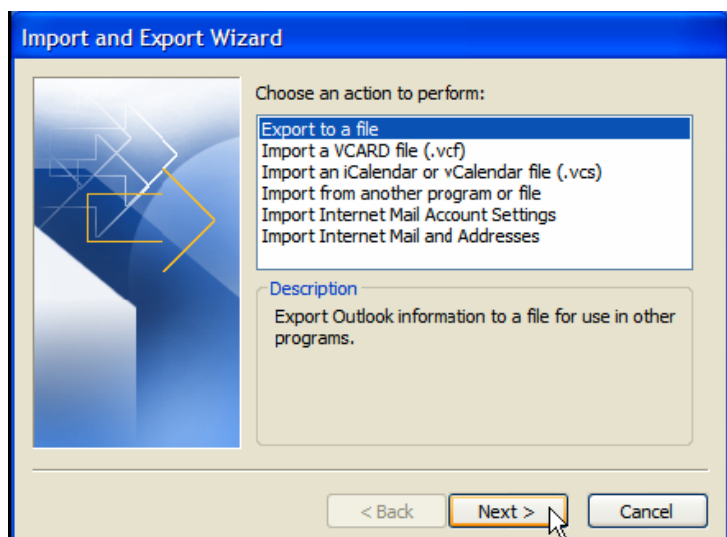 Import and Export Wizard
Choose an action to perform:
Export to a file
Import a VCARD file (.vcf)
Import an iCalendar or vCalendar file (.vcs)
Import from another program or file
Import Internet Mail Account Settings
Import Internet Mail and Addresses
Description
Export Outlook information to a file for use in other
programs.
< Back Next > Cancel